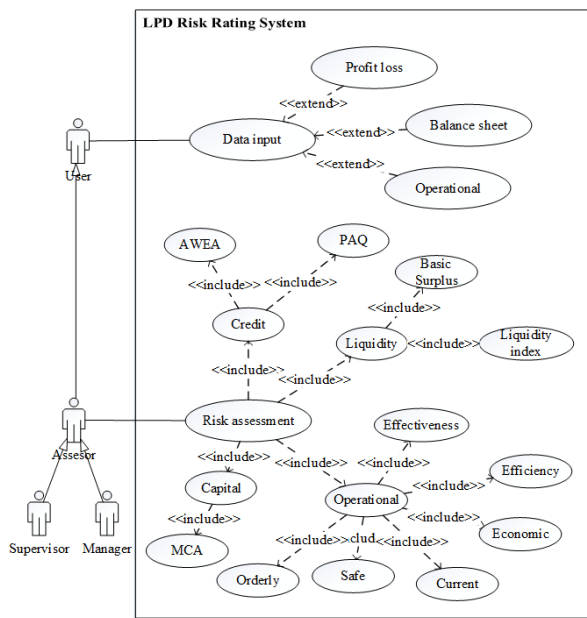 LPD Risk Rating System
Profit loss
<<extend>>
Data input
<<extend>>
Balance sheet
<<extend>>
Operational
User
AWEA
PAQ
Basic
Surplus
<<include>>
<<include>>
<<include>>
Credit
Liquidity
<<include>>
Liquidity
index
<<include>>
<<include>>
Risk assessment
Effectiveness
Assesor
<<include>>
<<include>>
<<include>>
Efficiency
Capital
Operational
<<include>>
<<include>>
<<include>>
Economic
Supervisor
Manager
MCA
<<include>>
clud
<<include>>
Orderly
Safe
Current